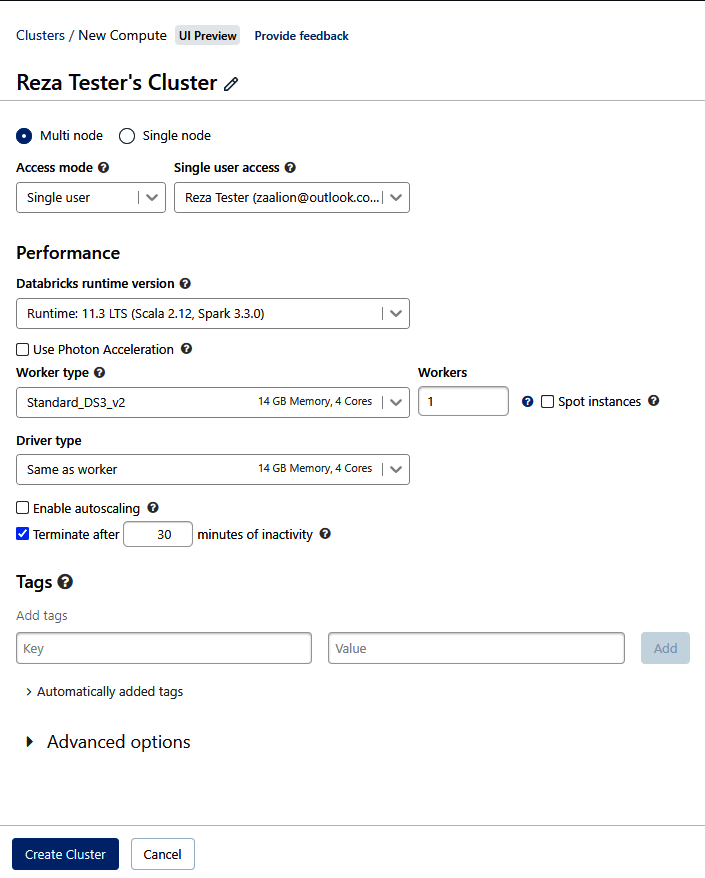 Clusters / New Compute UI Preview Provide feedback
Reza Tester's Cluster
Multi node Single node
Access mode Single user access
Single user Reza Tester (zaalion@outlook.co...
Performance
Databricks runtime version
Runtime: 11.3 LTS (Scala 2.12, Spark 3.3.0)
Use Photon Acceleration
Worker type Workers
Standard_DS3_v2 14 GB Memory, 4 Cores 1 Spot instances
Driver type
Same as worker 14 GB Memory, 4 Cores
Enable autoscaling
Terminate after 30 minutes of inactivity
Tags
Add tags
Key Value Add
Automatically added tags
Advanced options
Create Cluster Cancel